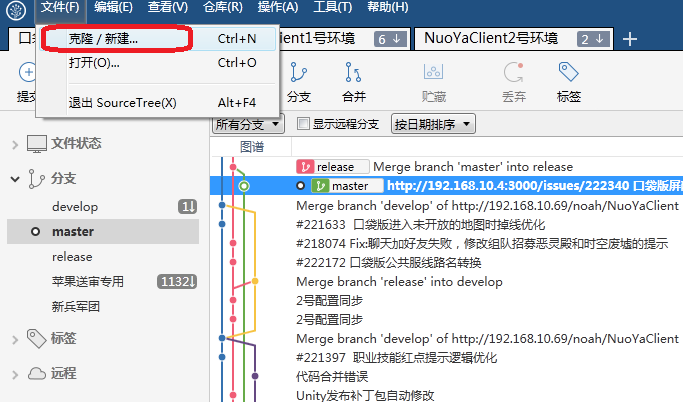 文件(F) 编辑(E) 查看(V) 仓库(R) 操作(A) 工具(T) 帮助(H)
克隆 / 新建... Ctrl+N
打开(O)... Ctrl+O
退出 SourceTree(X) Alt+F4
lient1号环境 6 NuoYaClient2号环境 2
提交 分支 合并 贮藏 丢弃 标签
所有分支 显示远程分支 按日期排序
图谱
文件状态
分支
develop 1
master
release
苹果送审专用 1132
新兵军团
标签
远程
release Merge branch 'master' into release
master http://192.168.10.4:3000/issues/222340 口袋版屏
Merge branch 'develop' of http://192.168.10.69/noah/NuoYaClient
#221633 口袋版进入未开放的地图时掉线优化
#218074 Fix:聊天加好友失败，修改组队招募恶灵殿和时空废墟的提示
#222172 口袋版公共服线路名转换
Merge branch 'release' into develop
2号配置同步
2号配置同步
Merge branch 'develop' of http://192.168.10.69/noah/NuoYaClient
#221397 职业技能红点提示逻辑优化
代码合并错误
Unity发布补丁包自动修改